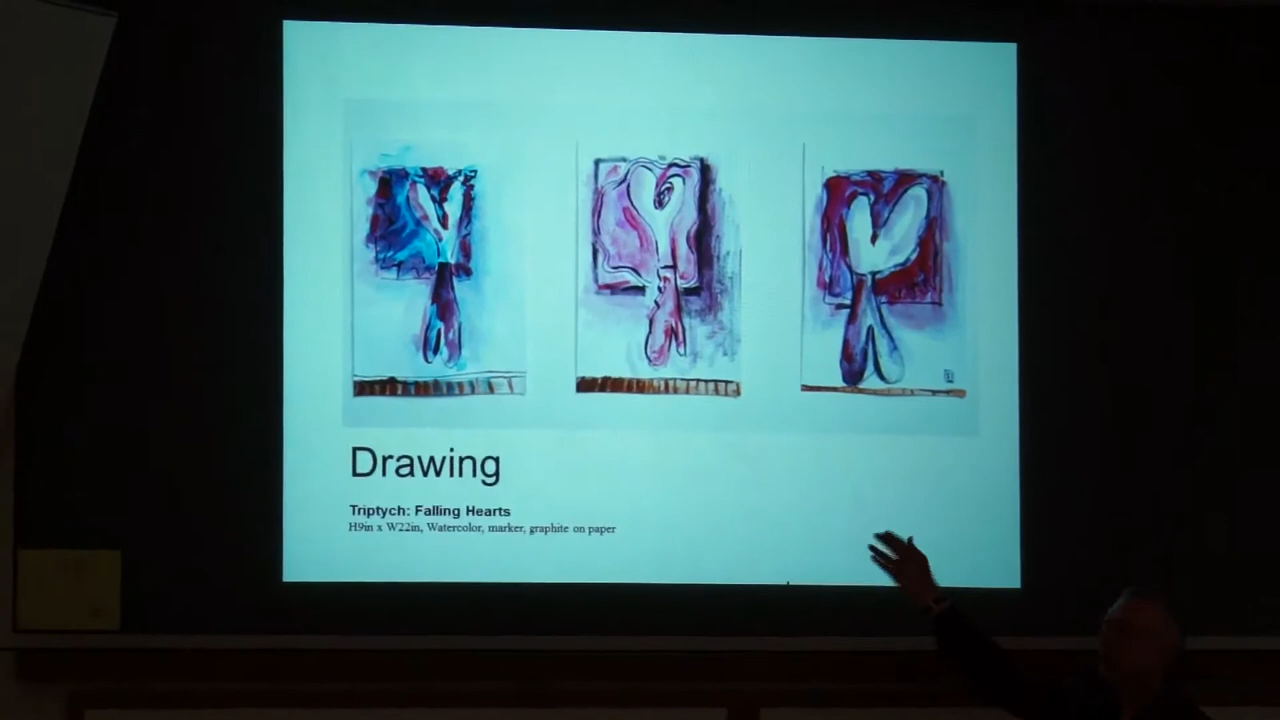 Drawing
Triptych: Falling Hearts
H9in x W22in, Watercolor, marker, graphite on paper